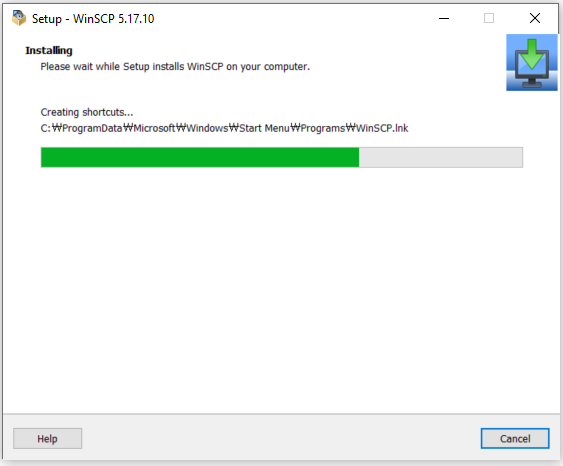 Setup - WinSCP 5.17.10
Installing
Please wait while Setup installs WinSCP on your computer.
Creating shortcuts...
C:₩ProgramData₩Microsoft₩Windows₩Start Menu₩Programs₩WinSCP.lnk
Help
Cancel